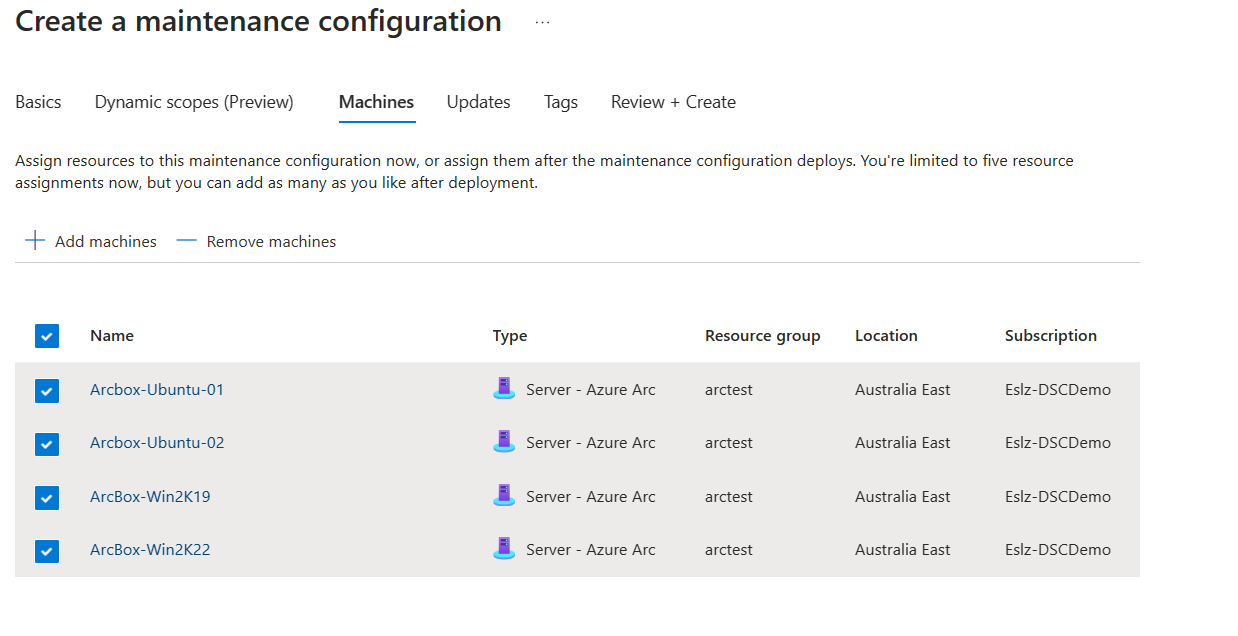 Create a maintenance configuration ...
Basics Dynamic scopes (Preview) Machines Updates Tags Review + Create
Assign resources to this maintenance configuration now, or assign them after the maintenance configuration deploys. You're limited to five resource
assignments now, but you can add as many as you like after deployment.
Add machines Remove machines
Name Type Resource group Location Subscription
Arcbox-Ubuntu-01 Server - Azure Arc arctest Australia East Eslz-DSCDemo
Arcbox-Ubuntu-02 Server - Azure Arc arctest Australia East Eslz-DSCDemo
ArcBox-Win2K19 Server - Azure Arc arctest Australia East Eslz-DSCDemo
ArcBox-Win2K22 Server - Azure Arc arctest Australia East Eslz-DSCDemo